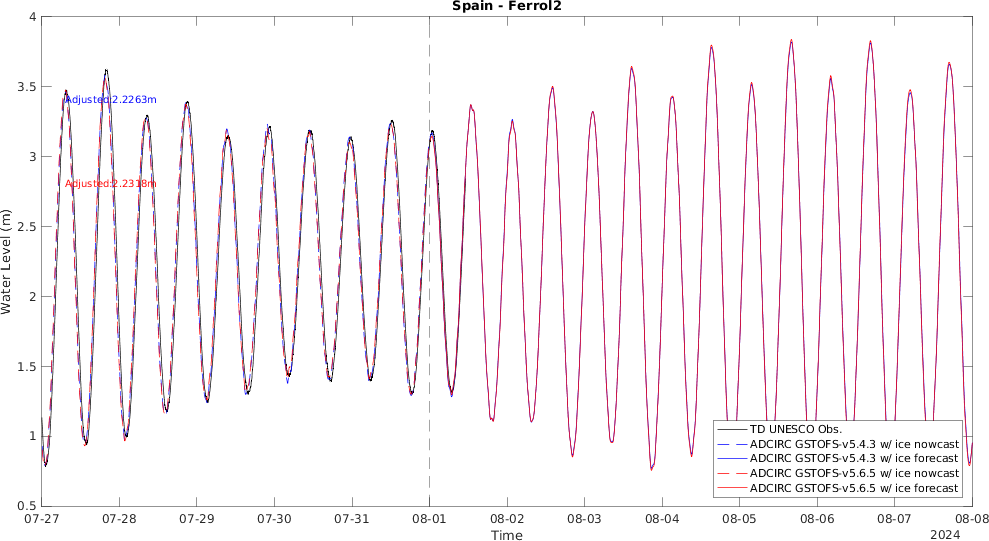 Spain - Ferrol2
4
3.5
3
2.5
2
1.5
1
0.5
Water Level (m)
Adjusted:2.2263m
Adjusted:2.2318m
TD UNESCO Obs.
ADCIRC GSTOFS-v5.4.3 w/ ice nowcast
ADCIRC GSTOFS-v5.4.3 w/ ice forecast
ADCIRC GSTOFS-v5.6.5 w/ ice nowcast
ADCIRC GSTOFS-v5.6.5 w/ ice forecast
07-27 07-28 07-29 07-30 07-31 08-01 08-02 08-03 08-04 08-05 08-06 08-07 08-08
Time
2024